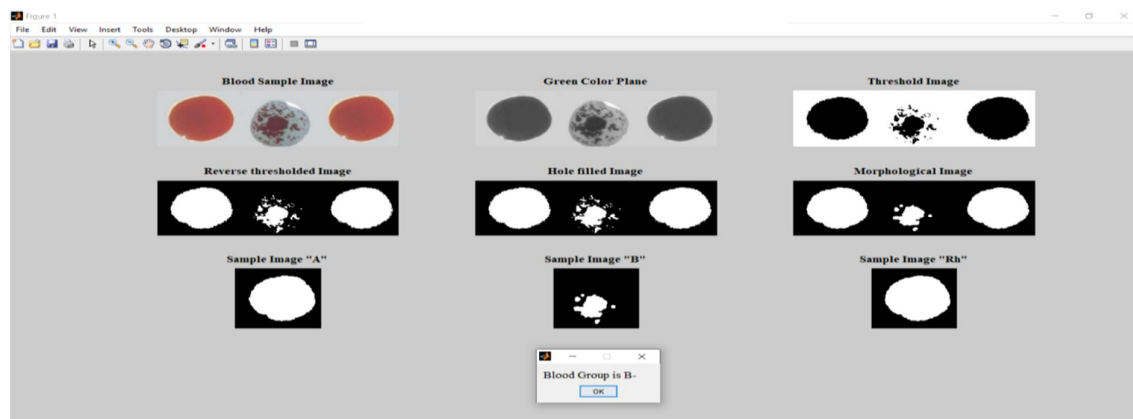 Figure 1
File Edit View Insert Tools Desktop Window Help
Blood Sample Image Green Color Plane Threshold Image
Reverse thresholded Image Hole filled Image Morphological Image
Sample Image "A" Sample Image "B" Sample Image "Rh"
Blood Group is B-
OK